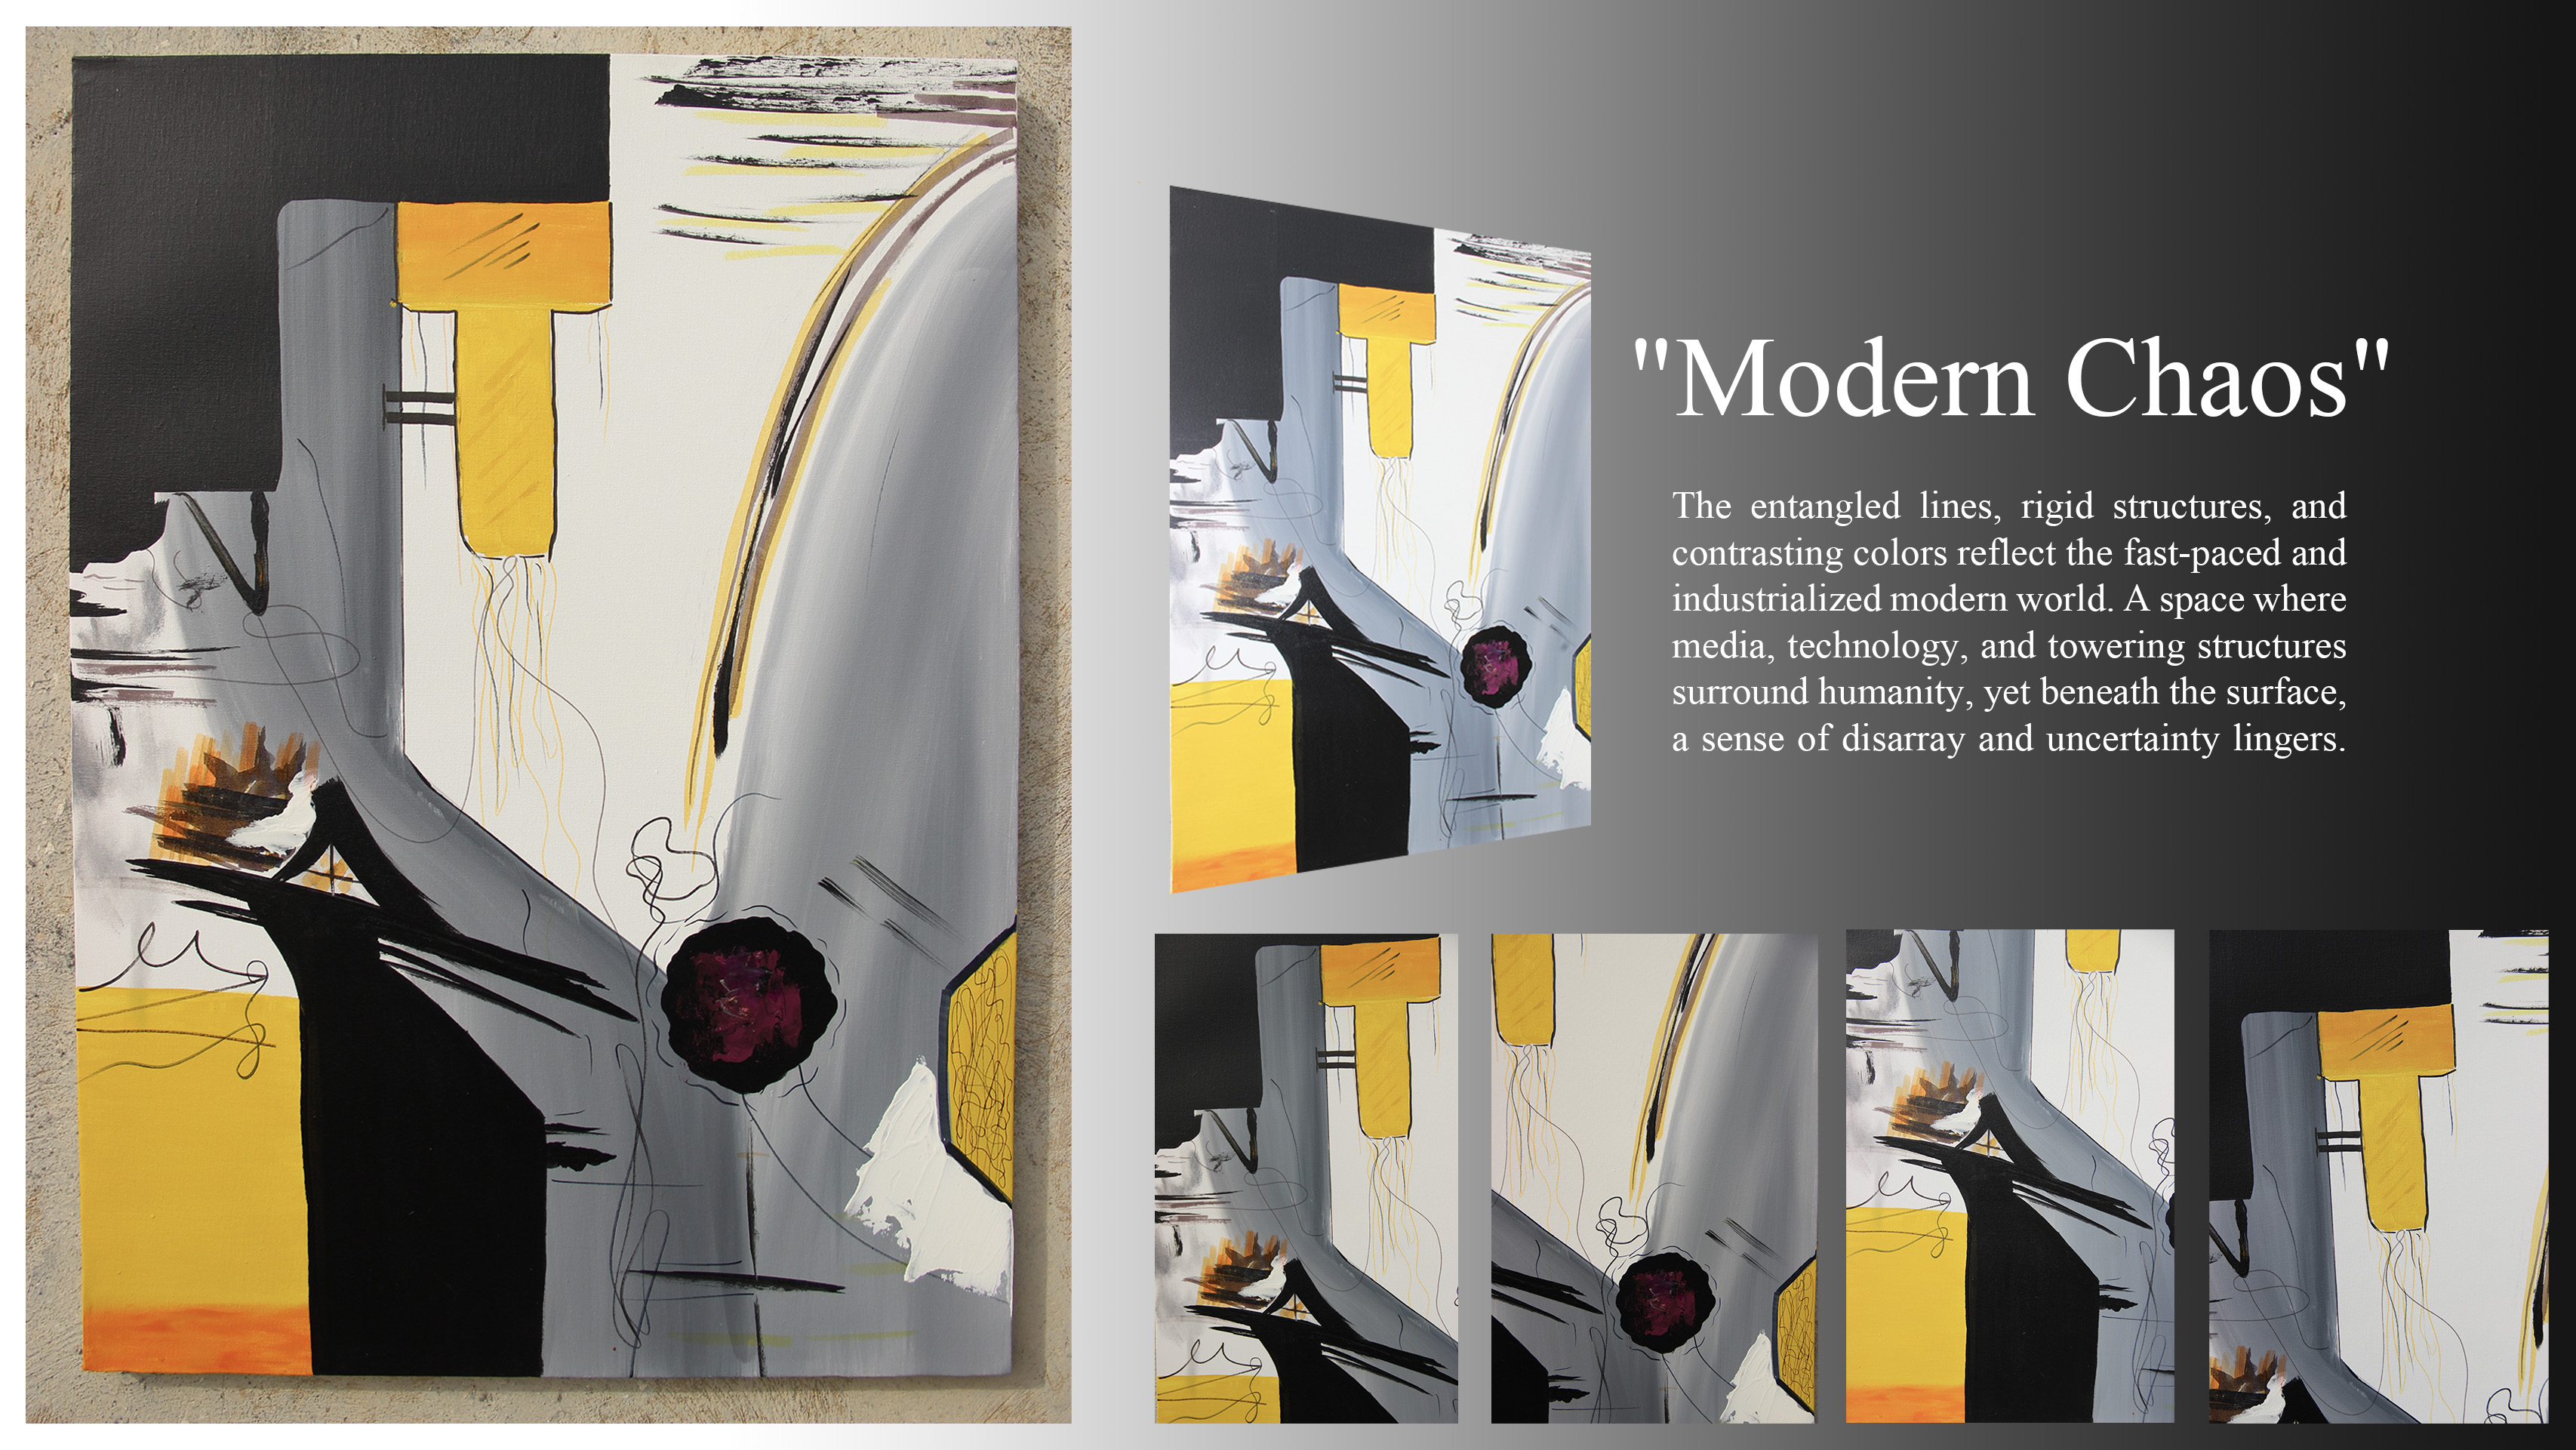 "Modern Chaos"
The entangled lines, rigid structures, and
contrasting colors reflect the fast-paced and
industrialized modern world. A space where
media, technology, and towering structures
surround humanity, yet beneath the surface,
a sense of disarray and uncertainty lingers.